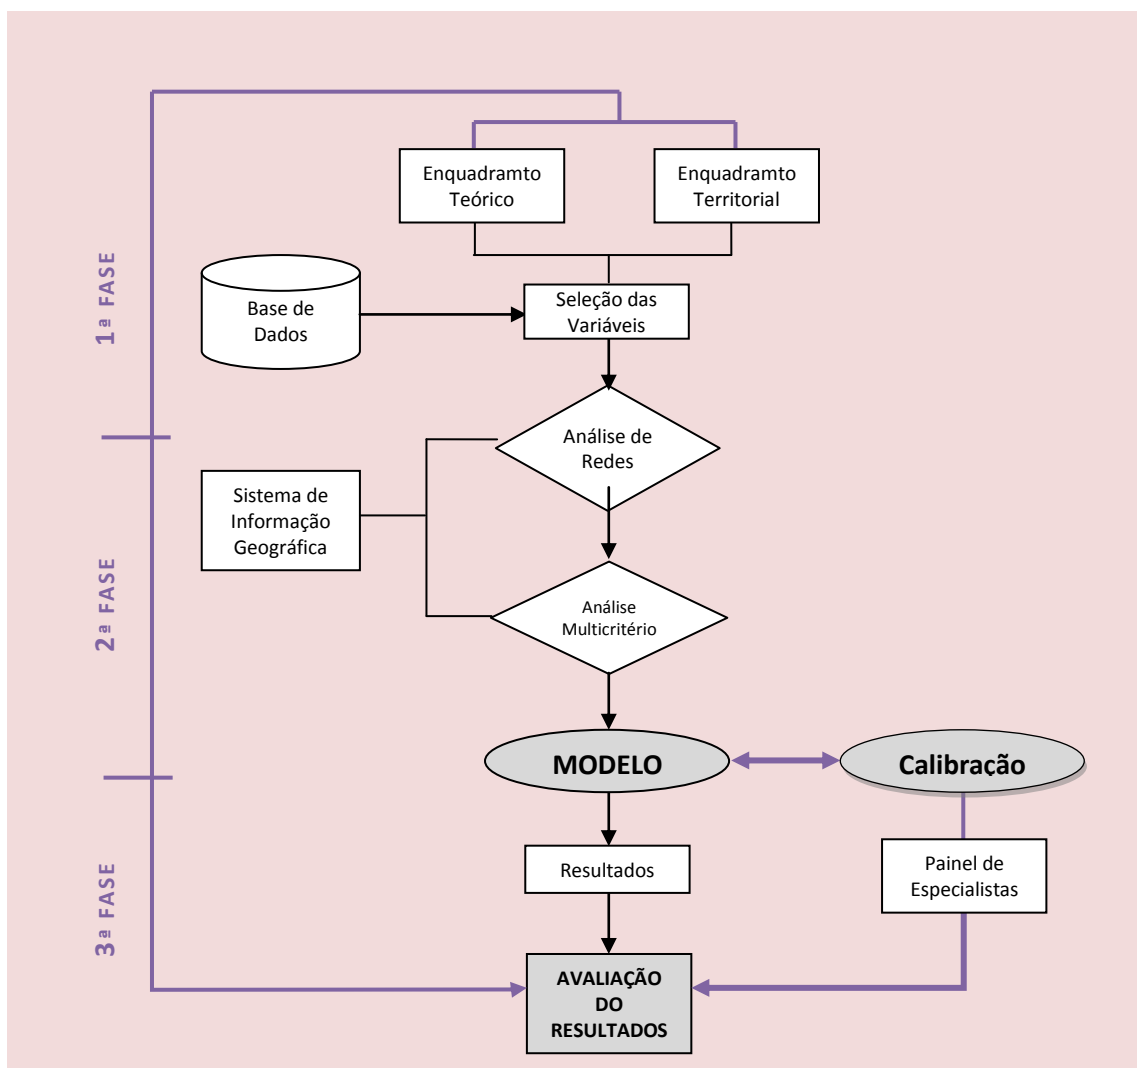 Enquadramto
Teórico
Enquadramto
Territorial
1ª FASE
Base de
Dados
Seleção das
Variáveis
Análise de
Redes
Sistema de
Informação
Geográfica
2ª FASE
Análise
Multicritério
MODELO
Calibração
3ª FASE
Resultados
Painel de
Especialistas
AVALIAÇÃO
DO
RESULTADOS